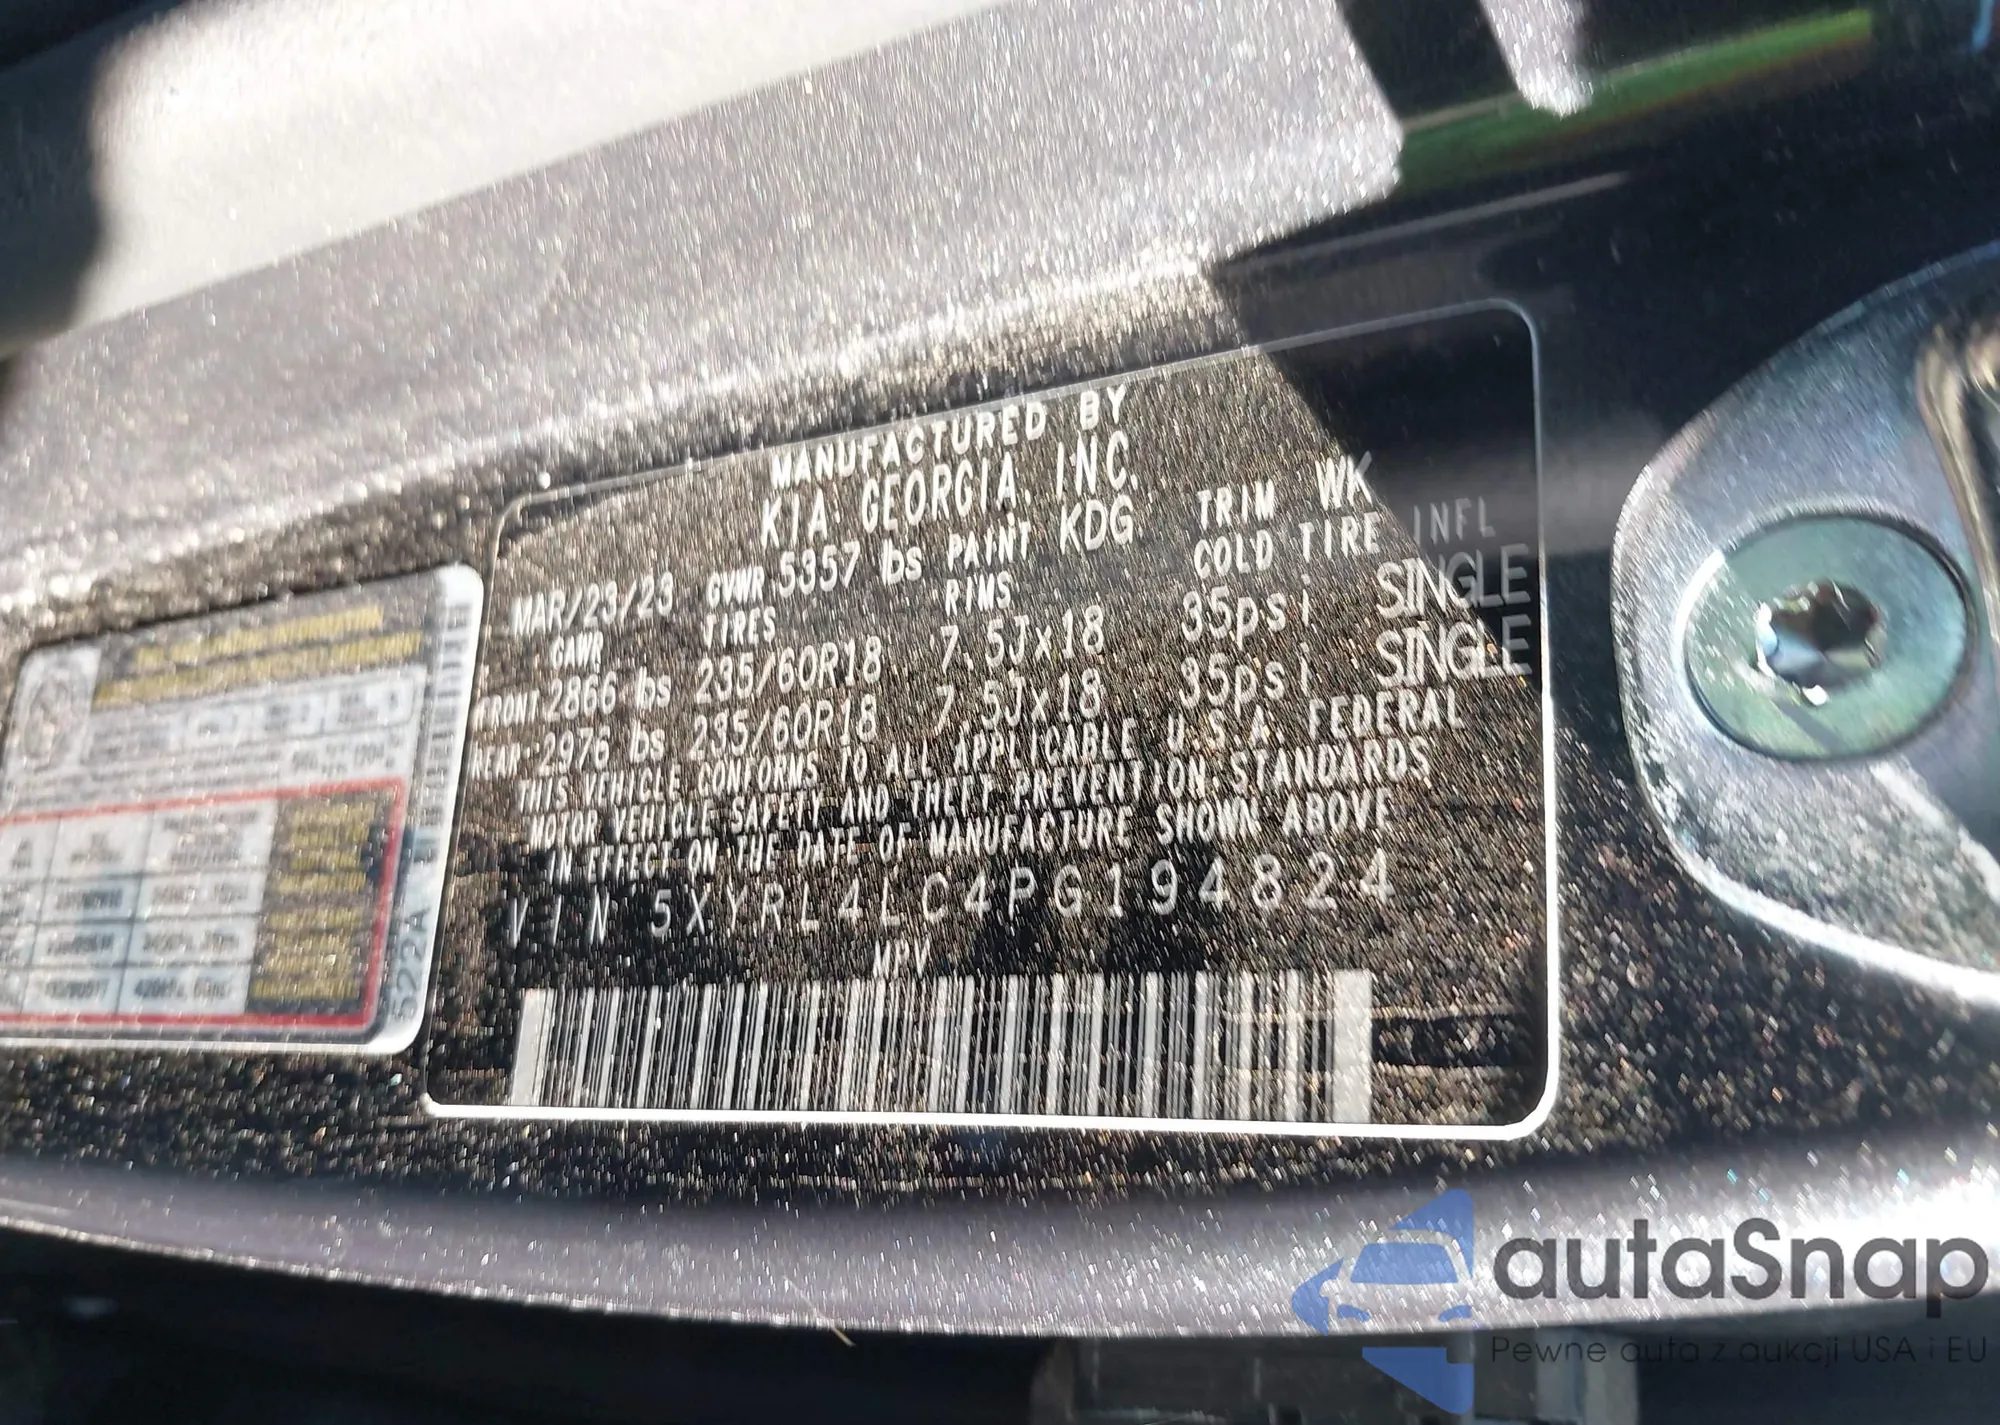 MANUFACTURED BY
KIA GEORGIA, INC.
MAR/23/23 GVWR 5357 lbs PAINT KDG TRIM WK
GAWR TIRES RIMS COLD TIRE INFL
FRONT 2866 lbs 235/60R18 7.5Jx18 35psi SINGLE
REAR 2976 lbs 235/60R18 7.5Jx18 35psi SINGLE
THIS VEHICLE CONFORMS TO ALL APPLICABLE U.S.A. FEDERAL
MOTOR VEHICLE SAFETY AND THEFT PREVENTION STANDARDS
IN EFFECT ON THE DATE OF MANUFACTURE SHOWN ABOVE
VIN 5XYRL4LC4PG194824
MPV
522A
autaSnap
Pewne auta z aukcji USA i EU